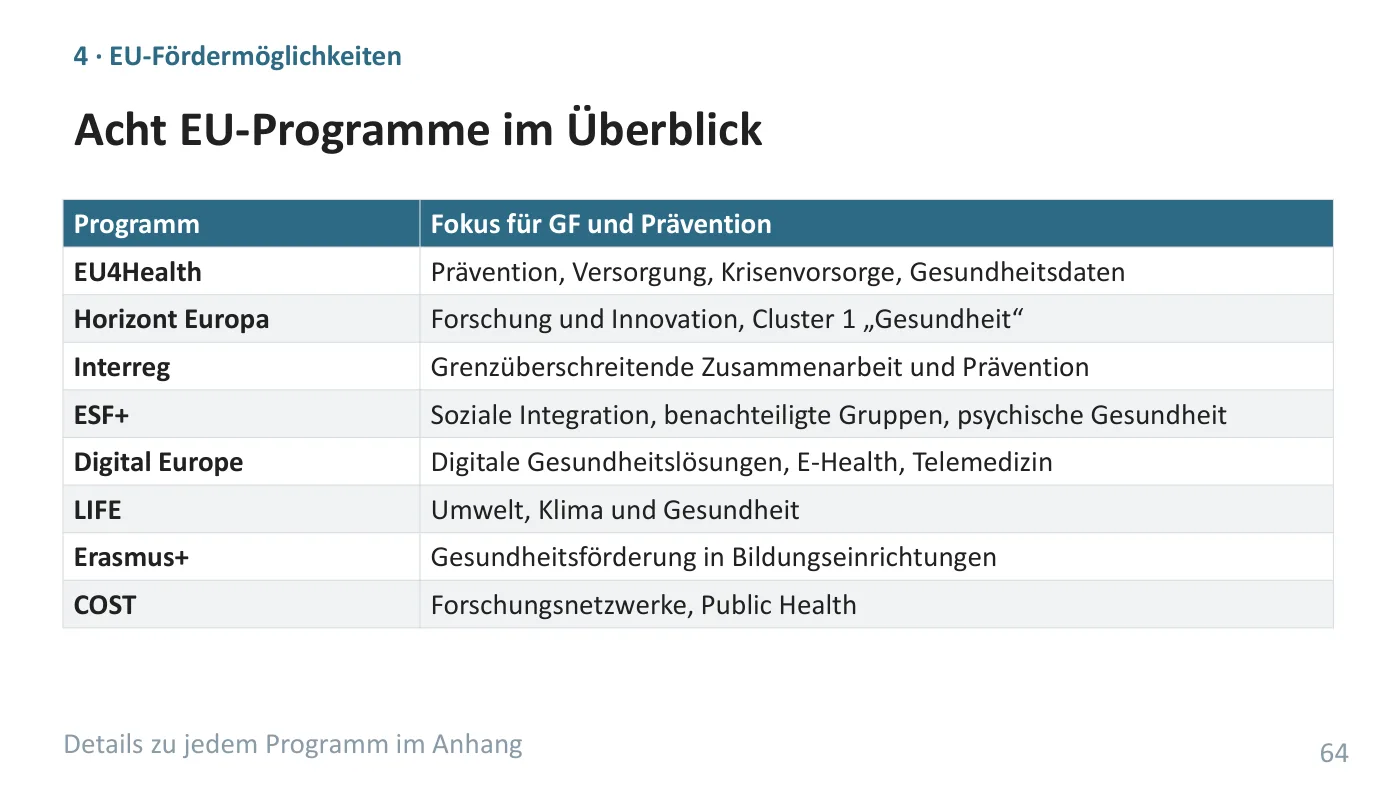 4 · EU-Fördermöglichkeiten
Acht EU-Programme im Überblick
Programm Fokus für GF und Prävention
EU4Health Prävention, Versorgung, Krisenvorsorge, Gesundheitsdaten
Horizont Europa Forschung und Innovation, Cluster 1 „Gesundheit“
Interreg Grenzüberschreitende Zusammenarbeit und Prävention
ESF+ Soziale Integration, benachteiligte Gruppen, psychische Gesundheit
Digital Europe Digitale Gesundheitslösungen, E-Health, Telemedizin
LIFE Umwelt, Klima und Gesundheit
Erasmus+ Gesundheitsförderung in Bildungseinrichtungen
COST Forschungsnetzwerke, Public Health
Details zu jedem Programm im Anhang
64